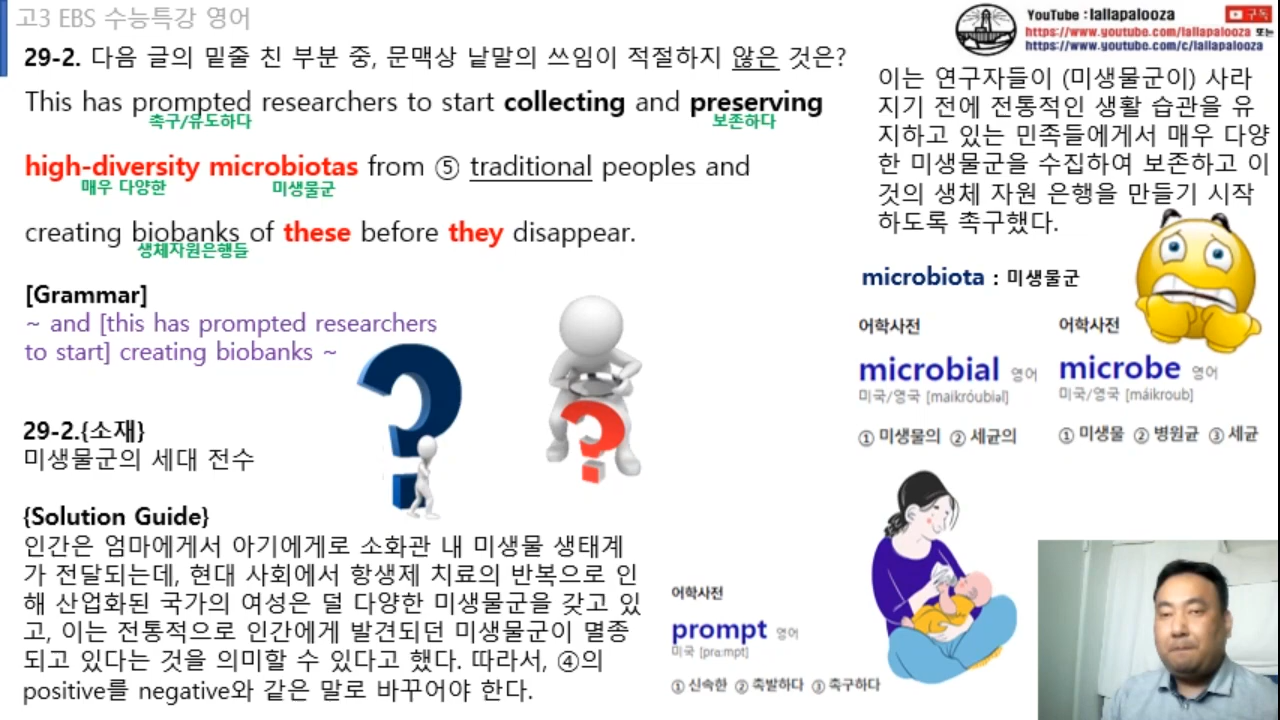 고3 EBS 수능특강 영어
YouTube : lallapalooza
구독
https://www.youtube.com/lallapalooza 또는
https://www.youtube.com/c/lallapalooza
29-2. 다음 글의 밑줄 친 부분 중, 문맥상 낱말의 쓰임이 적절하지 않은 것은?
This has prompted researchers to start collecting and preserving
촉구/유도하다 보존하다
high-diversity microbiotas from ⑤ traditional peoples and
매우 다양한 미생물군
creating biobanks of these before they disappear.
생체자원은행들
이는 연구자들이 (미생물군이) 사라
지기 전에 전통적인 생활 습관을 유
지하고 있는 민족들에게서 매우 다양
한 미생물군을 수집하여 보존하고 이
것의 생체 자원 은행을 만들기 시작
하도록 촉구했다.
microbiota : 미생물군
[Grammar]
~ and [this has prompted researchers
to start] creating biobanks ~
어학사전
microbial 영어
미국/영국 [maikróubiəl]
① 미생물의 ② 세균의
어학사전
microbe 영어
미국/영국 [máikroub]
① 미생물 ② 병원균 ③ 세균
29-2.{소재}
미생물군의 세대 전수
{Solution Guide}
인간은 엄마에게서 아기에게로 소화관 내 미생물 생태계
가 전달되는데, 현대 사회에서 항생제 치료의 반복으로 인
해 산업화된 국가의 여성은 덜 다양한 미생물군을 갖고 있
고, 이는 전통적으로 인간에게 발견되던 미생물군이 멸종
되고 있다는 것을 의미할 수 있다고 했다. 따라서, ④의
positive를 negative와 같은 말로 바꾸어야 한다.
어학사전
prompt 영어
미국 [prɑ:mpt]
① 신속한 ② 촉발하다 ③ 촉구하다